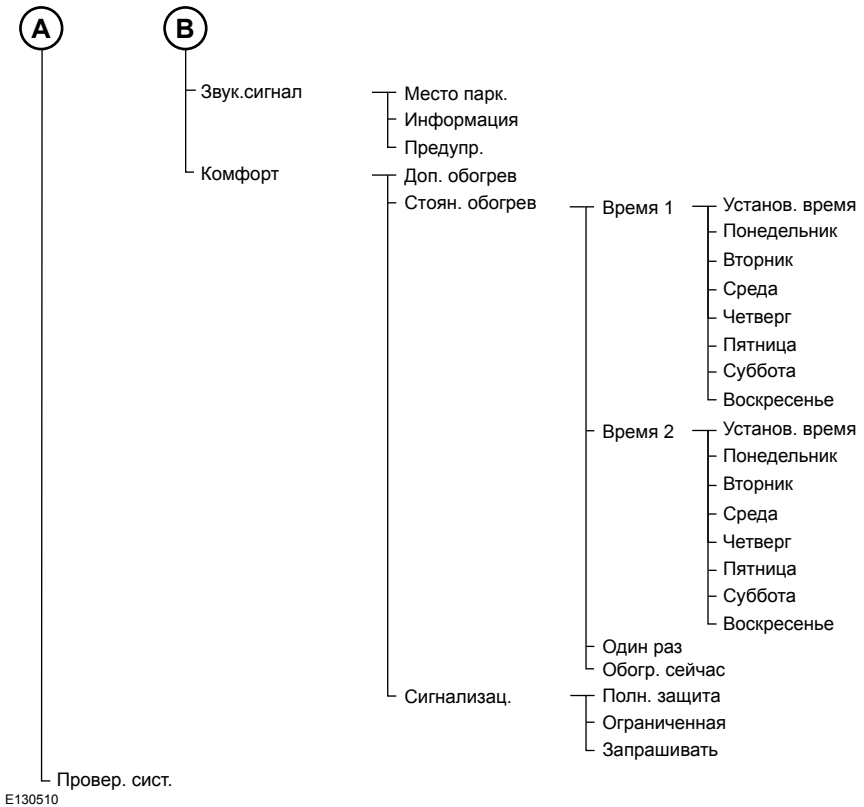 A
B
Звук.сигнал
Место парк.
Информация
Предупр.
Комфорт
Доп. обогрев
Стоян. обогрев
Время 1
Установ. время
Понедельник
Вторник
Среда
Четверг
Пятница
Суббота
Воскресенье
Время 2
Установ. время
Понедельник
Вторник
Среда
Четверг
Пятница
Суббота
Воскресенье
Один раз
Обогр. сейчас
Сигнализац.
Полн. защита
Ограниченная
Запрашивать
Провер. сист.
E130510